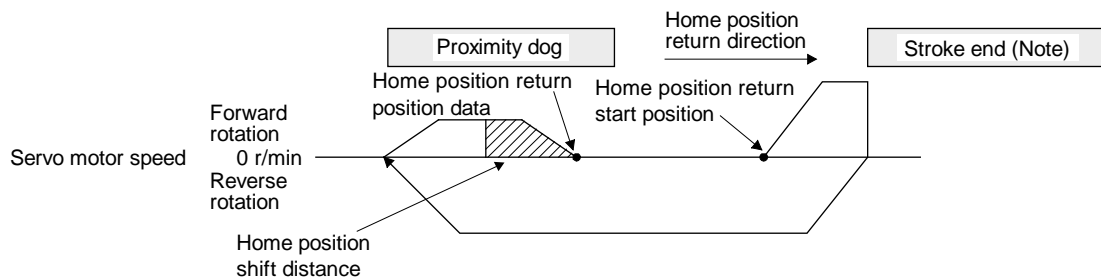 Proximity dog
Home position
return direction
Stroke end (Note)
Home position return
position data
Home position return
start position
Forward
rotation
Servo motor speed
0 r/min
Reverse
rotation
Home position
shift distance